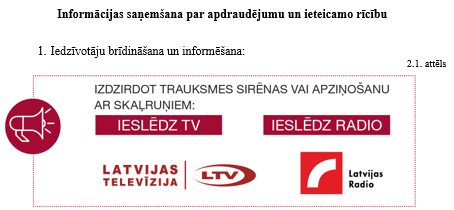 Informācijas saņemšana par apdraudējumu un ieteicamo rīcību
1. Iedzīvotāju brīdināšana un informēšana:
2.1. attēls
IZDZIRDOT TRAUKSMES SIRĒNAS VAI APZIŅOŠANU
AR SKAĻRUŅIEM:
IESLĒDZ TV
IESLĒDZ RADIO
LATVIJAS
TELEVĪZIJA
LTV
Latvijas
Radio